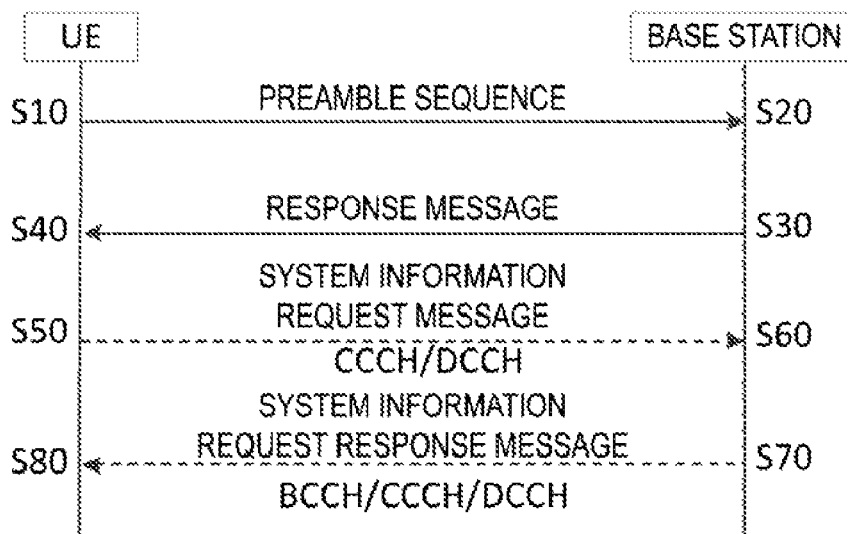 UE BASE STATION
PREAMBLE SEQUENCE
S10 S20
RESPONSE MESSAGE
S40 S30
SYSTEM INFORMATION
REQUEST MESSAGE
S50 S60
CCCH/DCCH
SYSTEM INFORMATION
REQUEST RESPONSE MESSAGE
S80 S70
BCCH/CCCH/DCCH